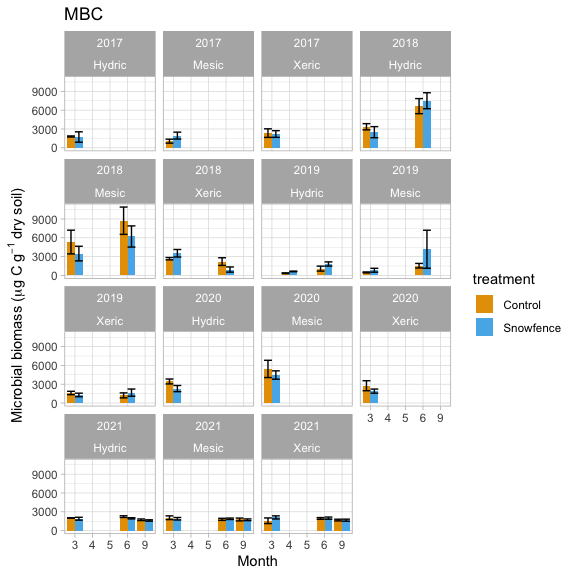 MBC
2017 2017 2017 2018
Hydric Mesic Xeric Hydric
9000
6000
3000
0
2018 2018 2019 2019
Mesic Xeric Hydric Mesic
9000
6000
3000
0
2019 2020 2020 2020
Xeric Hydric Mesic Xeric
9000
6000
3000
0
3 4 5 6 9
2021 2021 2021
Hydric Mesic Xeric
9000
6000
3000
0
3 4 5 6 9 3 4 5 6 9 3 4 5 6 9
Month
Microbial biomass (µg C g⁻¹ dry soil)
treatment
Control
Snowfence